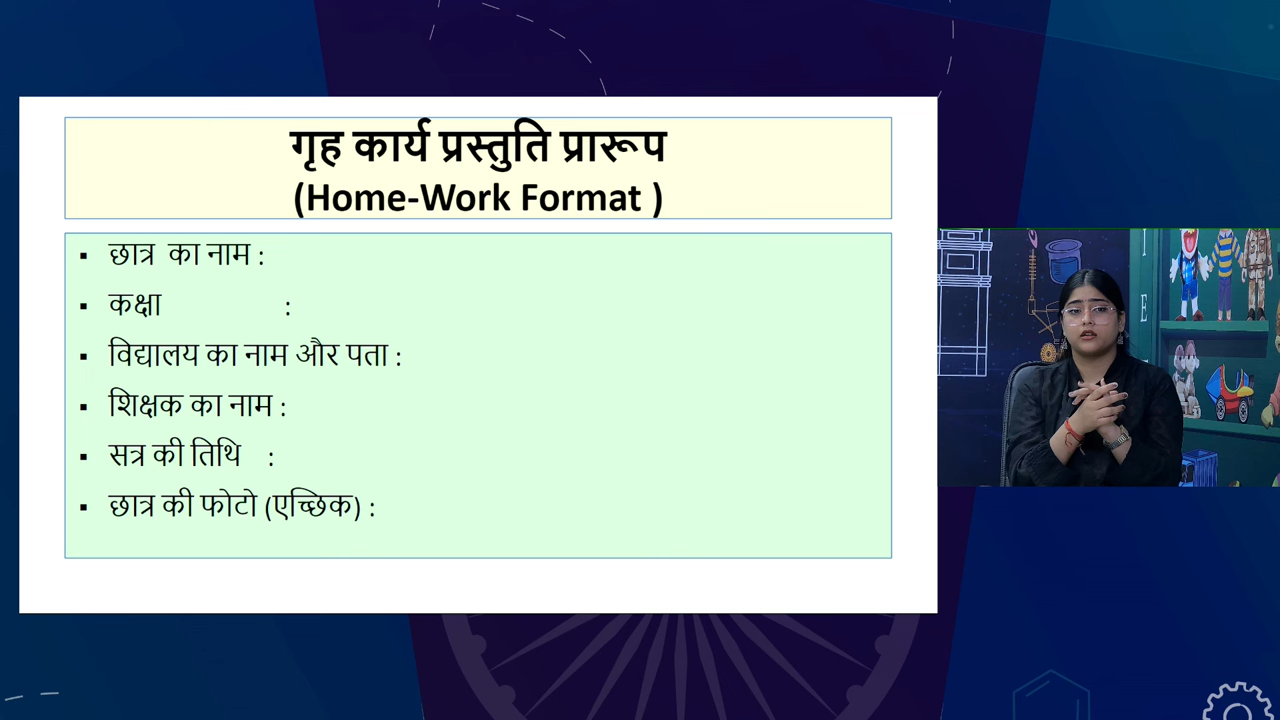 गृह कार्य प्रस्तुति प्रारूप
(Home-Work Format )
▪ छात्र का नाम :
▪ कक्षा :
▪ विद्यालय का नाम और पता :
▪ शिक्षक का नाम :
▪ सत्र की तिथि :
▪ छात्र की फोटो (एच्छिक) :